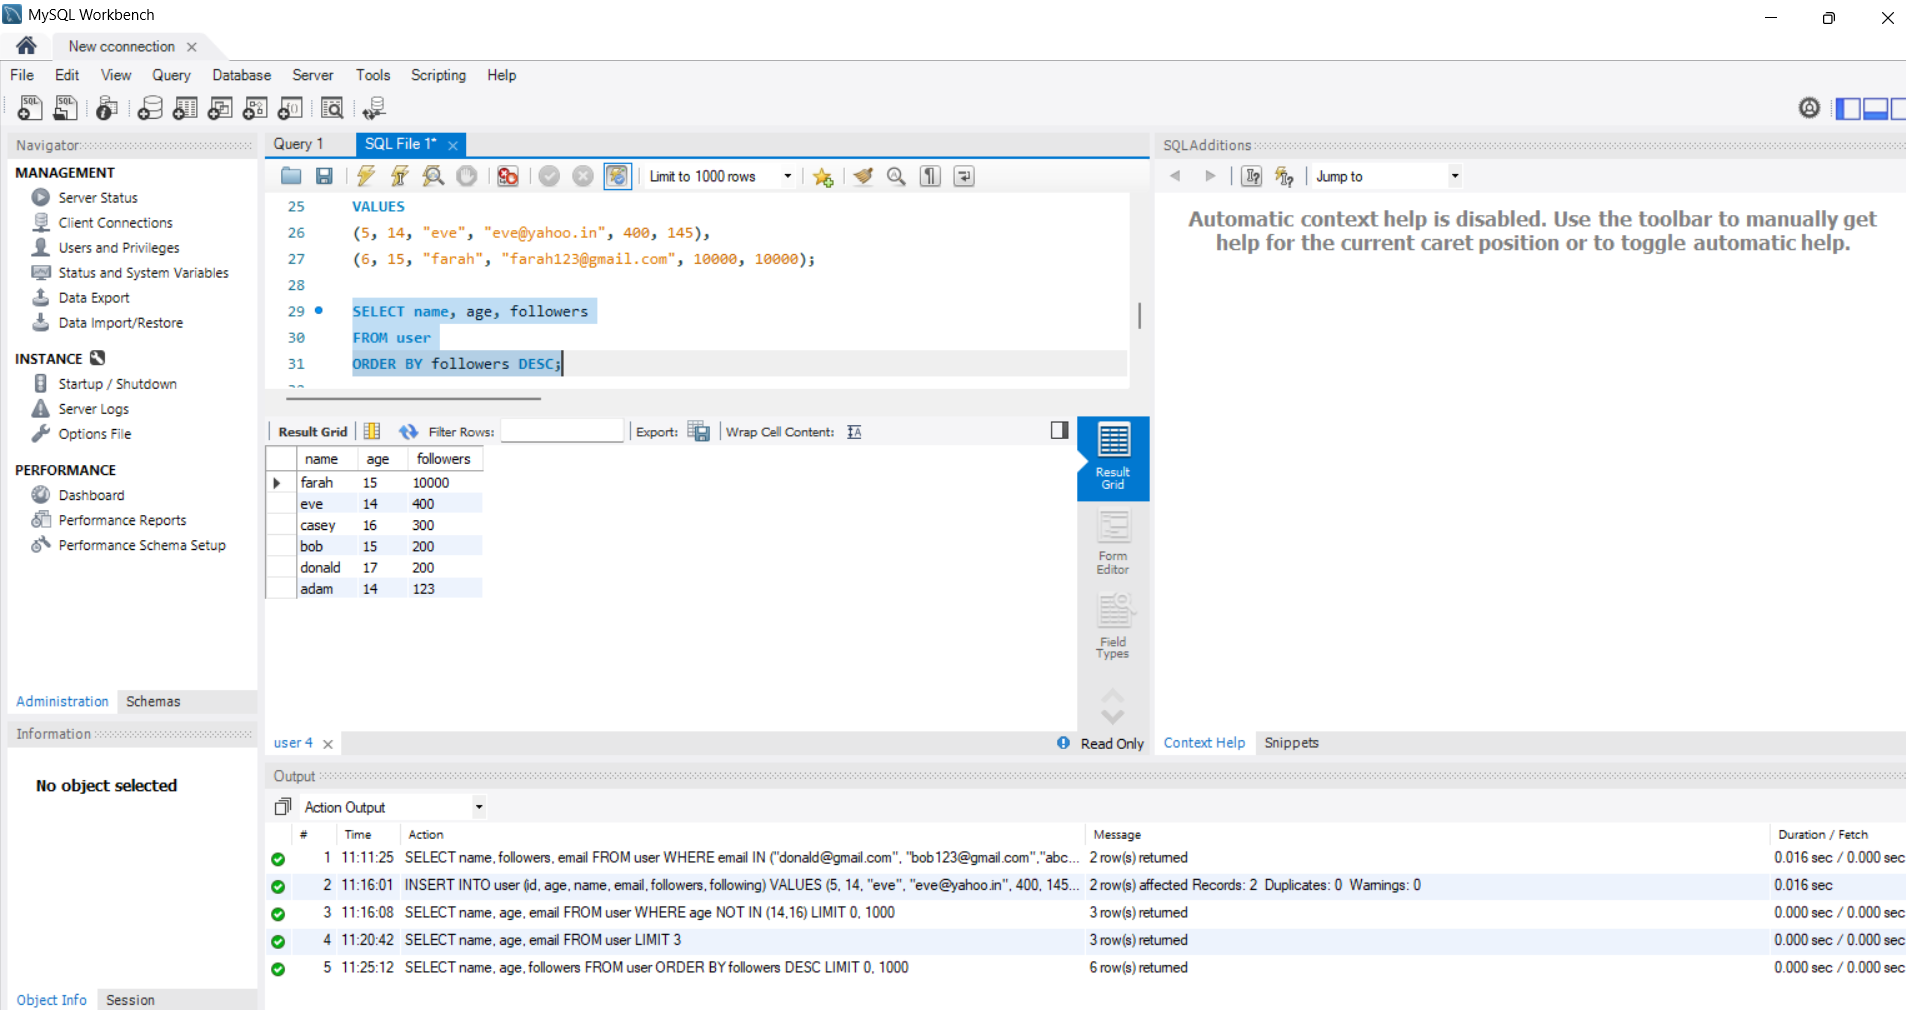 MySQL Workbench
New cconnection
File Edit View Query Database Server Tools Scripting Help
Navigator
MANAGEMENT
Server Status
Client Connections
Users and Privileges
Status and System Variables
Data Export
Data Import/Restore
INSTANCE
Startup / Shutdown
Server Logs
Options File
PERFORMANCE
Dashboard
Performance Reports
Performance Schema Setup
Administration Schemas
Information
No object selected
Object Info Session
Query 1 SQL File 1*
Limit to 1000 rows
25 VALUES
26 (5, 14, "eve", "eve@yahoo.in", 400, 145),
27 (6, 15, "farah", "farah123@gmail.com", 10000, 10000);
28
29 SELECT name, age, followers
30 FROM user
31 ORDER BY followers DESC;
Result Grid Filter Rows: Export: Wrap Cell Content:
name age followers
farah 15 10000
eve 14 400
casey 16 300
bob 15 200
donald 17 200
adam 14 123
Result Grid
Form Editor
Field Types
user 4 Read Only
SQLAdditions
Jump to
Automatic context help is disabled. Use the toolbar to manually get
help for the current caret position or to toggle automatic help.
Context Help Snippets
Output
Action Output
# Time Action Message Duration / Fetch
1 11:11:25 SELECT name, followers, email FROM user WHERE email IN ("donald@gmail.com", "bob123@gmail.com","abc... 2 row(s) returned 0.016 sec / 0.000 sec
2 11:16:01 INSERT INTO user (id, age, name, email, followers, following) VALUES (5, 14, "eve", "eve@yahoo.in", 400, 145... 2 row(s) affected Records: 2 Duplicates: 0 Warnings: 0 0.016 sec
3 11:16:08 SELECT name, age, email FROM user WHERE age NOT IN (14,16) LIMIT 0, 1000 3 row(s) returned 0.000 sec / 0.000 sec
4 11:20:42 SELECT name, age, email FROM user LIMIT 3 3 row(s) returned 0.000 sec / 0.000 sec
5 11:25:12 SELECT name, age, followers FROM user ORDER BY followers DESC LIMIT 0, 1000 6 row(s) returned 0.000 sec / 0.000 sec